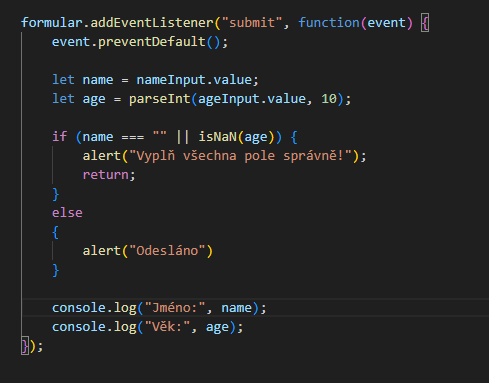 formular.addEventListener("submit", function(event) {
event.preventDefault();
let name = nameInput.value;
let age = parseInt(ageInput.value, 10);
if (name === "" || isNaN(age)) {
alert("Vyplň všechna pole správně!");
return;
}
else
{
alert("Odesláno")
}
console.log("Jméno:", name);
console.log("Věk:", age);
});